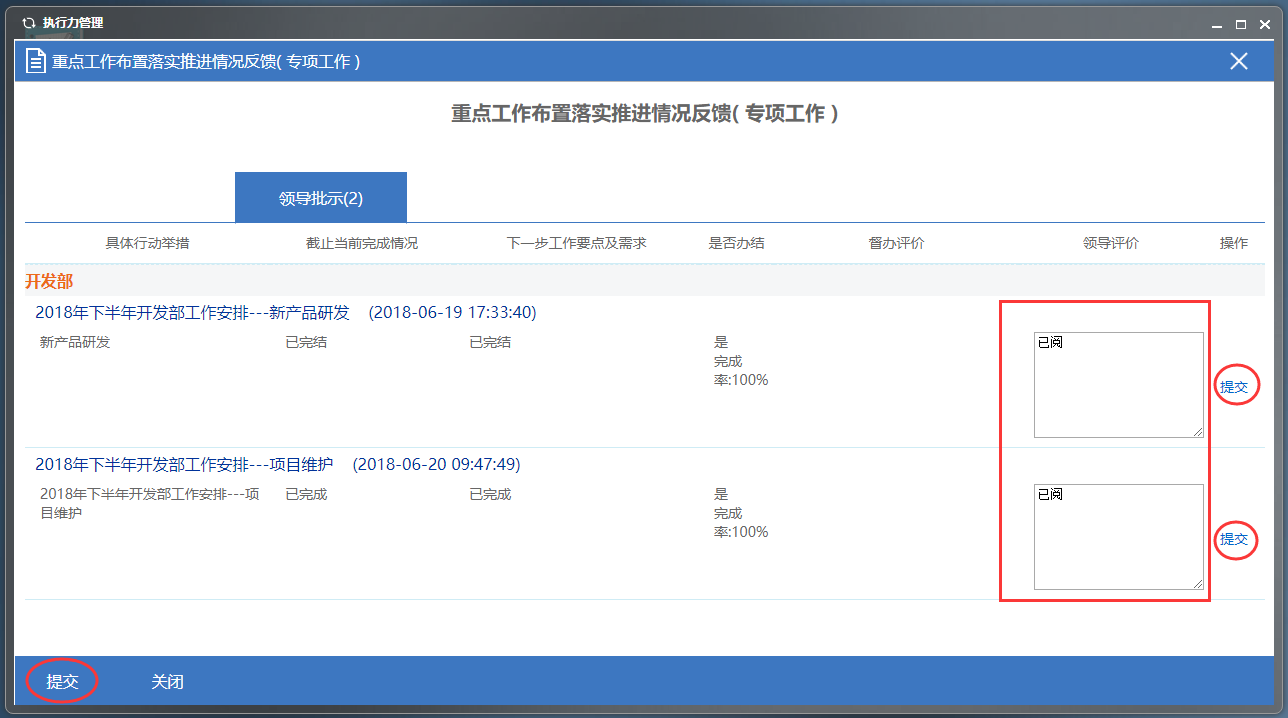 执行力管理
重点工作布置落实推进情况反馈( 专项工作 )
重点工作布置落实推进情况反馈( 专项工作 )
领导批示(2)
具体行动举措 截止当前完成情况 下一步工作要点及需求 是否办结 督办评价 领导评价 操作
开发部
2018年下半年开发部工作安排---新产品研发 (2018-06-19 17:33:40)
新产品研发 已完结 已完结 是
完成
率:100%
已阅
提交
2018年下半年开发部工作安排---项目维护 (2018-06-20 09:47:49)
2018年下半年开发部工作安排---项 已完成 已完成 是
目维护 完成
率:100%
已阅
提交
提交 关闭